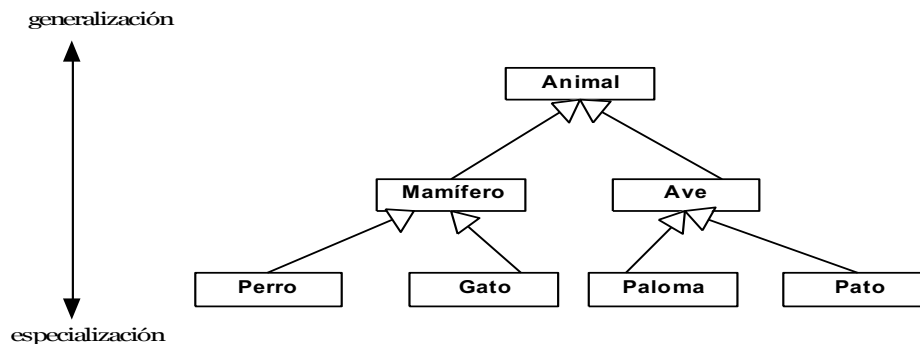 generalización
Animal
Mamífero
Ave
Perro
Gato
Paloma
Pato
especialización